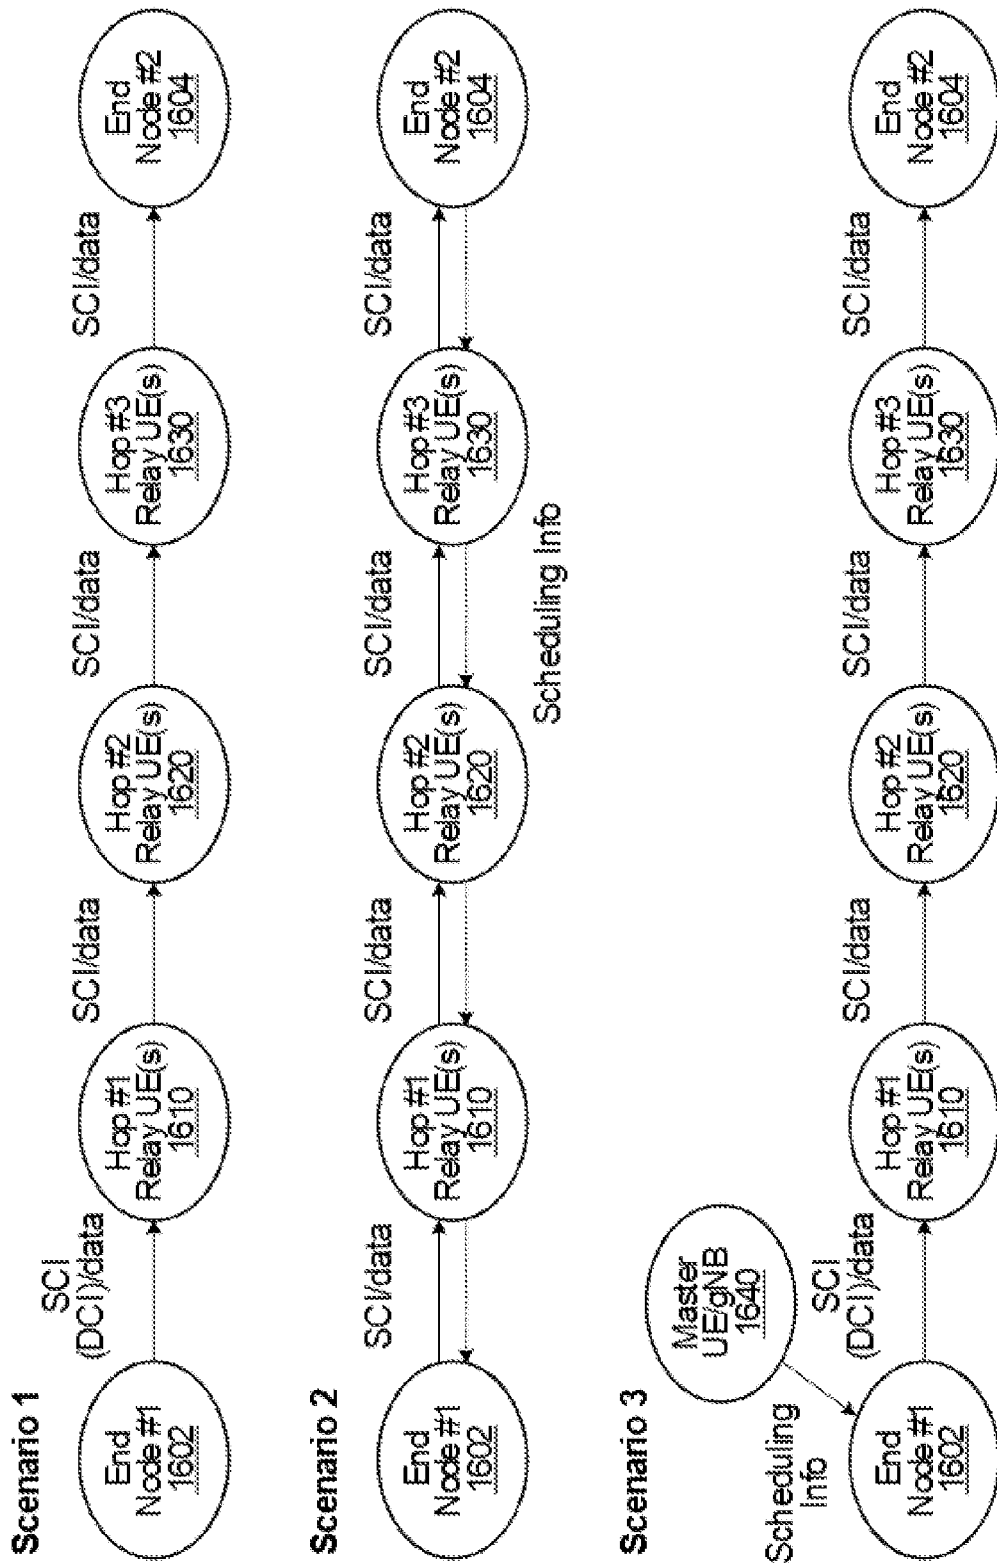 Scenario 1
End
Node #1
1602
SCI
(DCI)/data
Hop #1
Relay UE(s)
1610
SCI/data
Hop #2
Relay UE(s)
1620
SCI/data
Hop #3
Relay UE(s)
1630
SCI/data
End
Node #2
1604
Scenario 2
End
Node #1
1602
SCI/data
Hop #1
Relay UE(s)
1610
SCI/data
Hop #2
Relay UE(s)
1620
SCI/data
Hop #3
Relay UE(s)
1630
SCI/data
End
Node #2
1604
Scheduling Info
Scenario 3
Master
UE/gNB
1640
Scheduling
Info
End
Node #1
1602
SCI
(DCI)/data
Hop #1
Relay UE(s)
1610
SCI/data
Hop #2
Relay UE(s)
1620
SCI/data
Hop #3
Relay UE(s)
1630
SCI/data
End
Node #2
1604